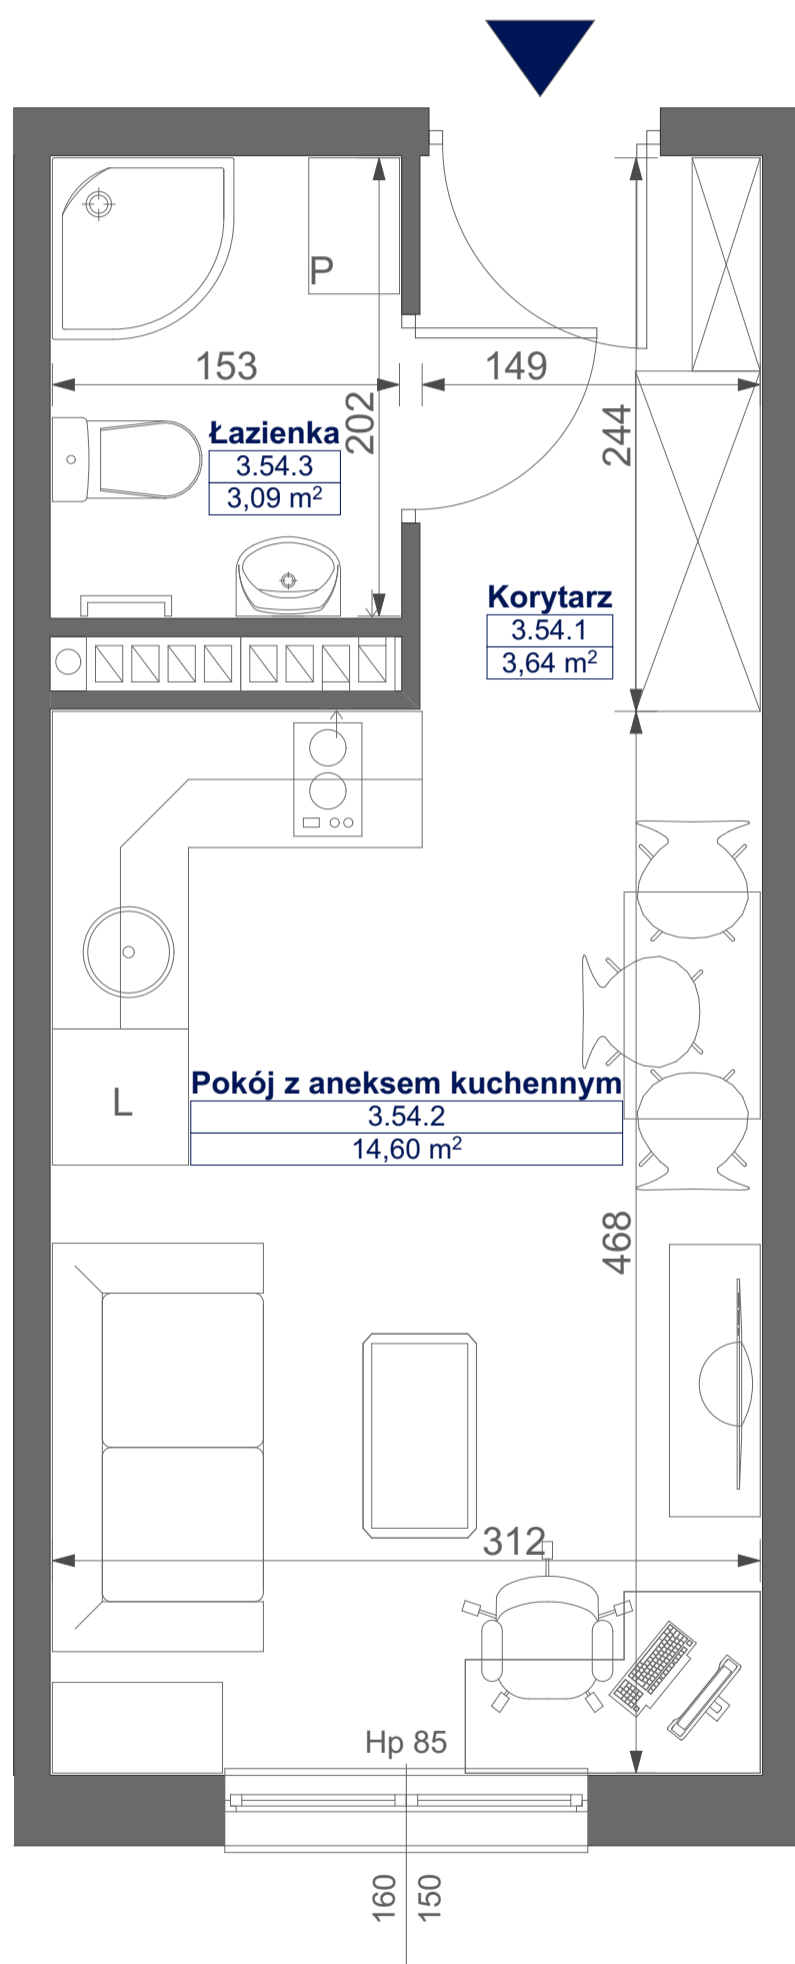 P
153
149
202
244
Łazienka
3.54.3
3,09 m²
Korytarz
3.54.1
3,64 m²
Pokój z aneksem kuchennym
3.54.2
14,60 m²
L
468
312
Hp 85
160
150